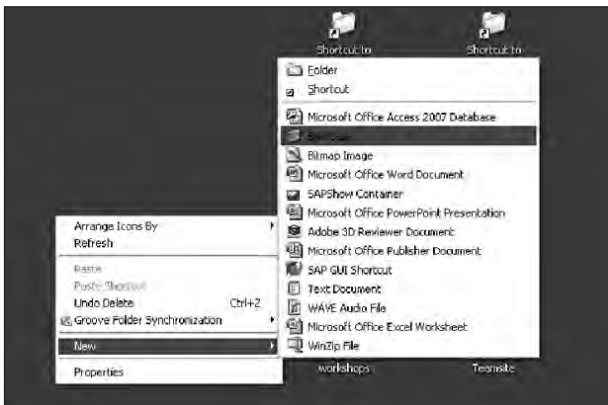 Shortcut to
Shortcut to
Folder
Shortcut
Microsoft Office Access 2007 Database
Briefcase
Bitmap Image
Microsoft Office Word Document
SAPShow Container
Microsoft Office PowerPoint Presentation
Adobe 3D Reviewer Document
Microsoft Office Publisher Document
SAP GUI Shortcut
Text Document
WAVE Audio File
Microsoft Office Excel Worksheet
WinZip File
Arrange Icons By
Refresh
Paste
Paste Shortcut
Undo Delete Ctrl+Z
Groove Folder Synchronization
New
Properties
workshops
Teamsite